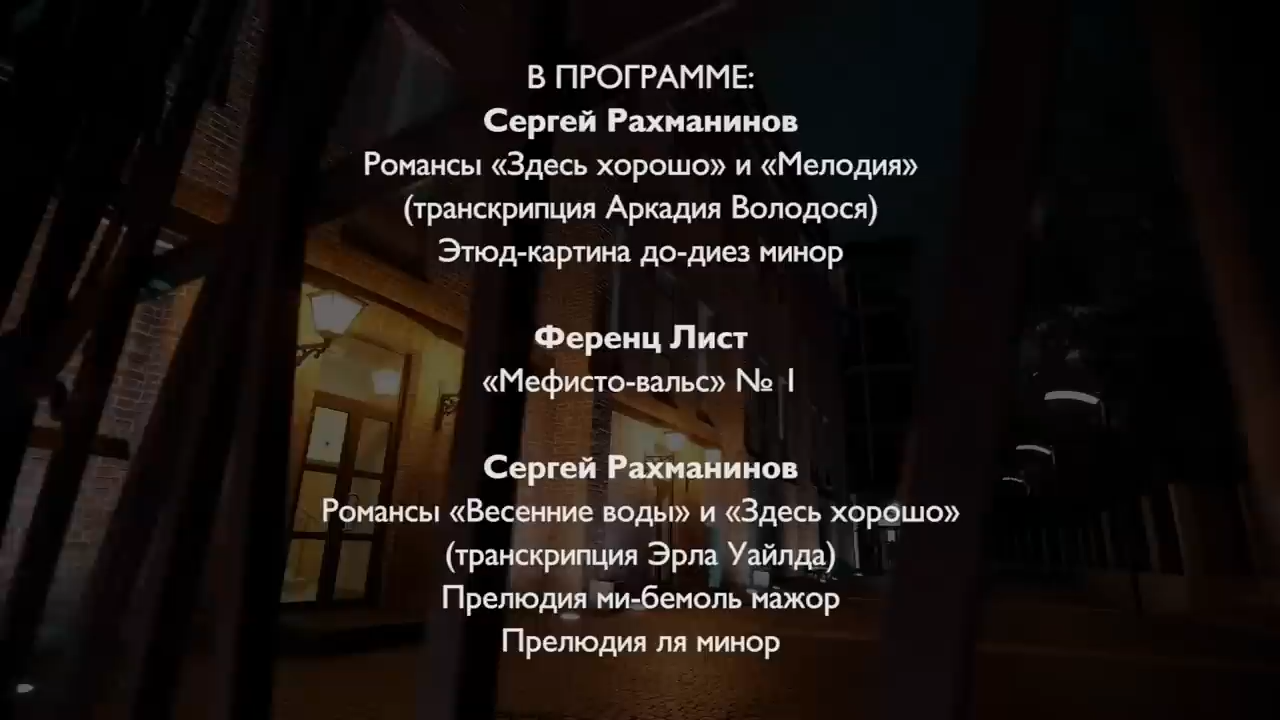 В ПРОГРАММЕ:
Сергей Рахманинов
Романсы «Здесь хорошо» и «Мелодия»
(транскрипция Аркадия Володося)
Этюд-картина до-диез минор
Ференц Лист
«Мефисто-вальс» № 1
Сергей Рахманинов
Романсы «Весенние воды» и «Здесь хорошо»
(транскрипция Эрла Уайлда)
Прелюдия ми-бемоль мажор
Прелюдия ля минор